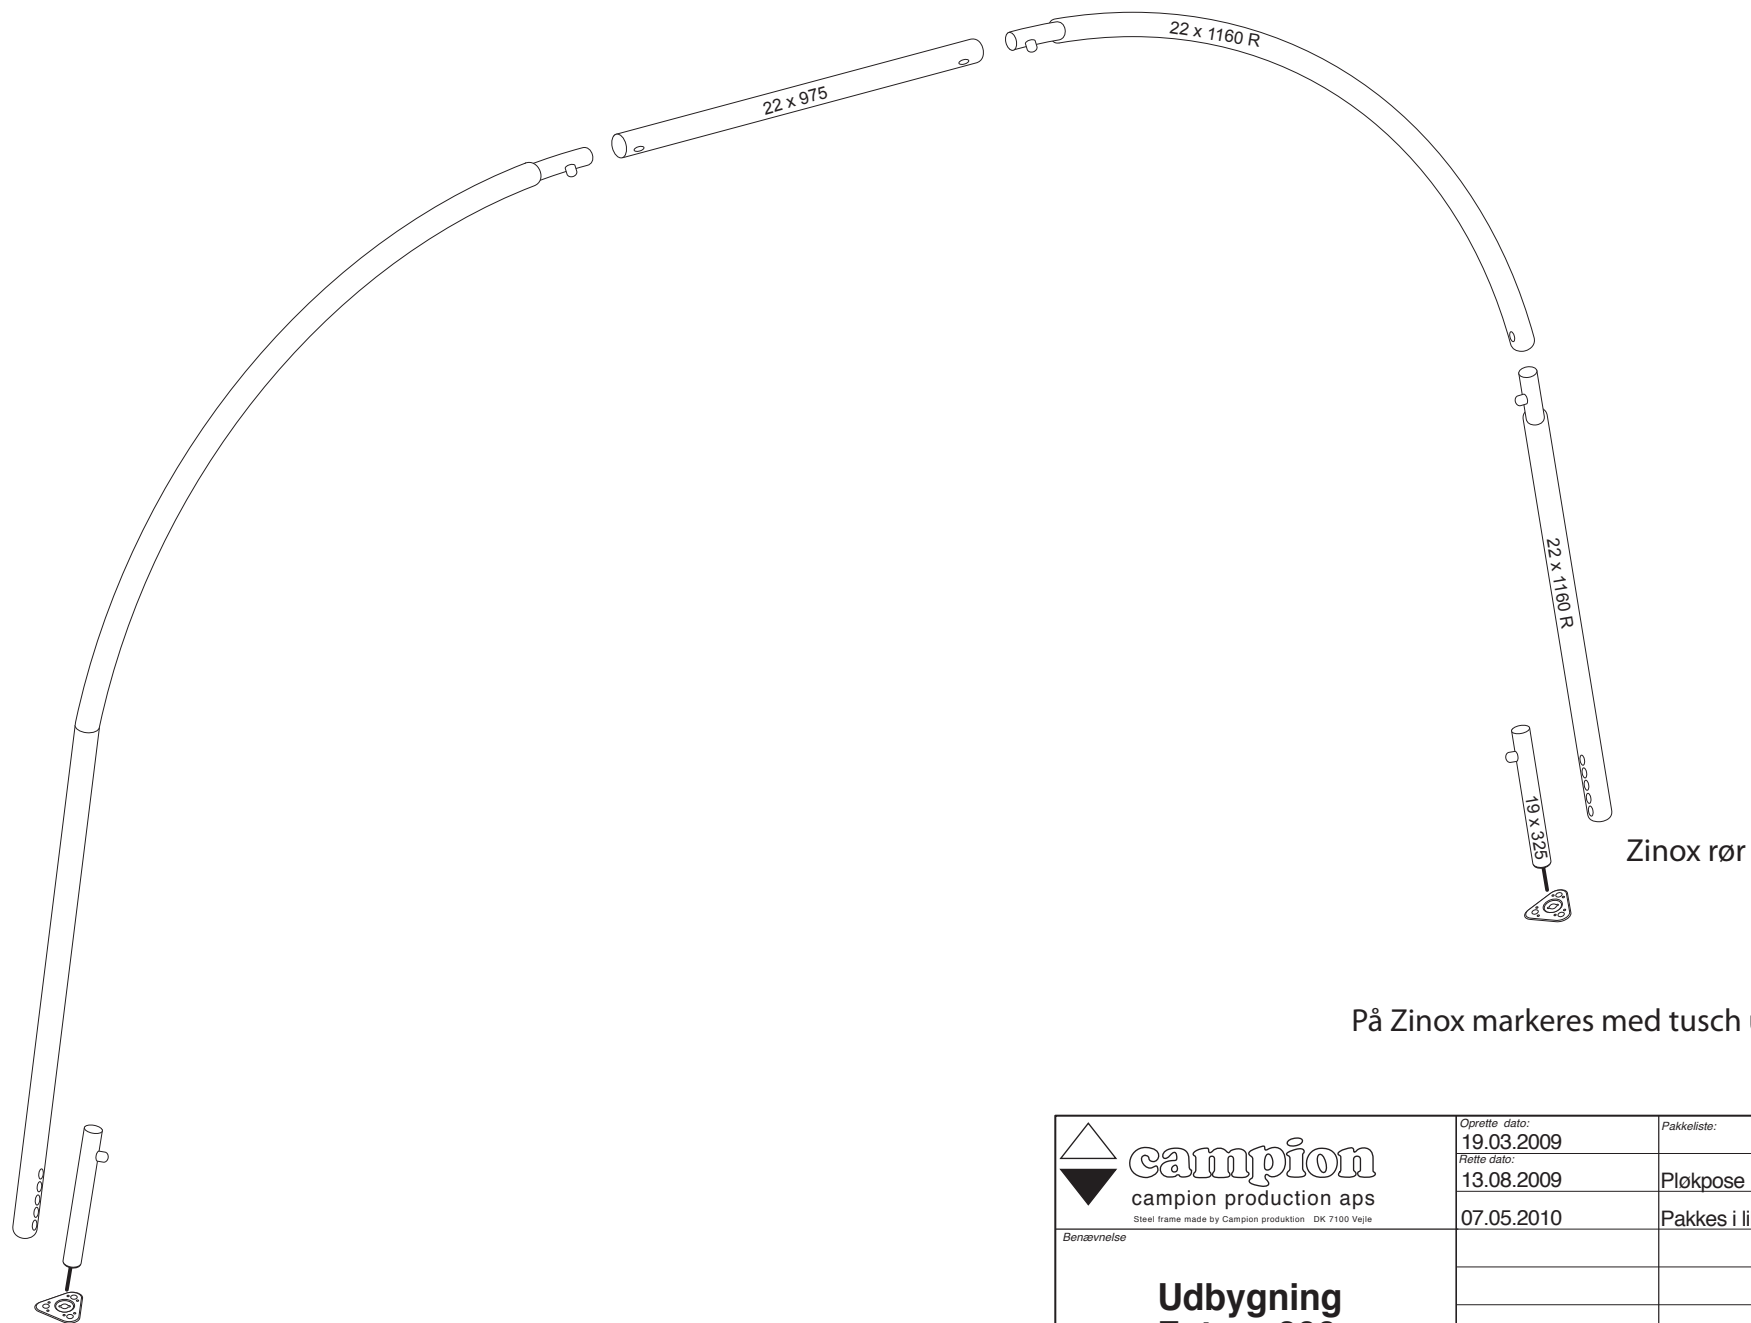 22 x 1160 R
22 x 975
22 x 1160 R
19 x 325
Zinox rør
På Zinox markeres med tusch
campion
campion production aps
Steel frame made by Campion produktion DK 7100 Vejle
Oprette dato:
19.03.2009
Pakkeliste:
Rette dato:
13.08.2009
Pløkpose
07.05.2010
Pakkes i li
Benævnelse
Udbygning